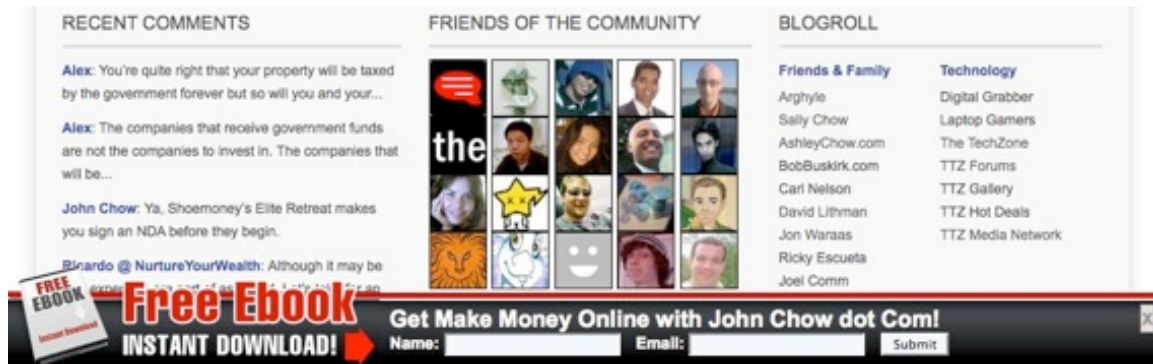 RECENT COMMENTS
Alex: You're quite right that your property will be taxed
by the government forever but so will you and your...
Alex: The companies that receive government funds
are not the companies to invest in. The companies that
will be...
John Chow: Ya, Shoemoney's Elite Retreat makes
you sign an NDA before they begin.
Ricardo @ NurtureYourWealth: Although it may be
FRIENDS OF THE COMMUNITY
the
BLOGROLL
Friends & Family
Arghyle
Sally Chow
AshleyChow.com
BobBuskirk.com
Carl Nelson
David Lithman
Jon Waraas
Ricky Escueta
Joel Comm
Technology
Digital Grabber
Laptop Gamers
The TechZone
TTZ Forums
TTZ Gallery
TTZ Hot Deals
TTZ Media Network
FREE
EBOOK
Instant Download
Free Ebook
INSTANT DOWNLOAD!
Get Make Money Online with John Chow dot Com!
Name: Email: Submit
X